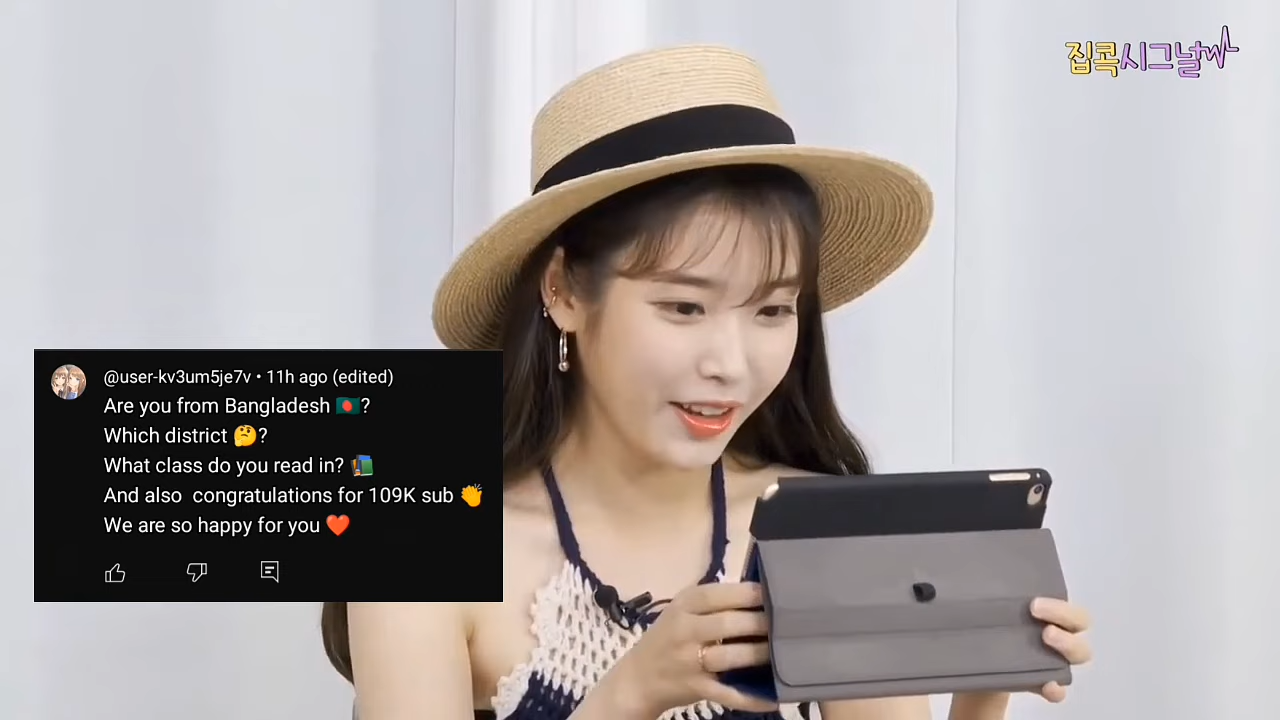 집콕시그널
@user-kv3um5je7v • 11h ago (edited)
Are you from Bangladesh 🇧🇩?
Which district 🤔?
What class do you read in? 📚
And also  congratulations for 109K sub 👏
We are so happy for you ❤️